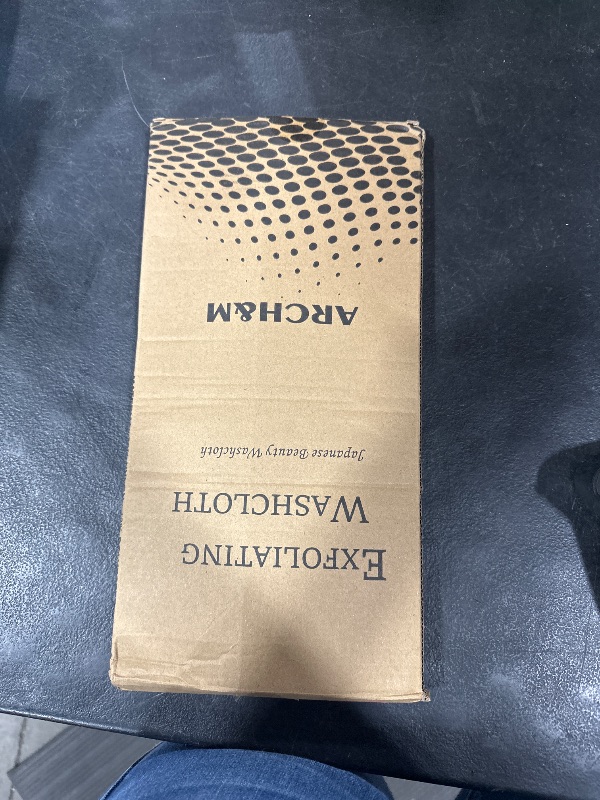 EXFOLIATING
WASHCLOTH
Japanese Beauty Washcloth
ARCH&M